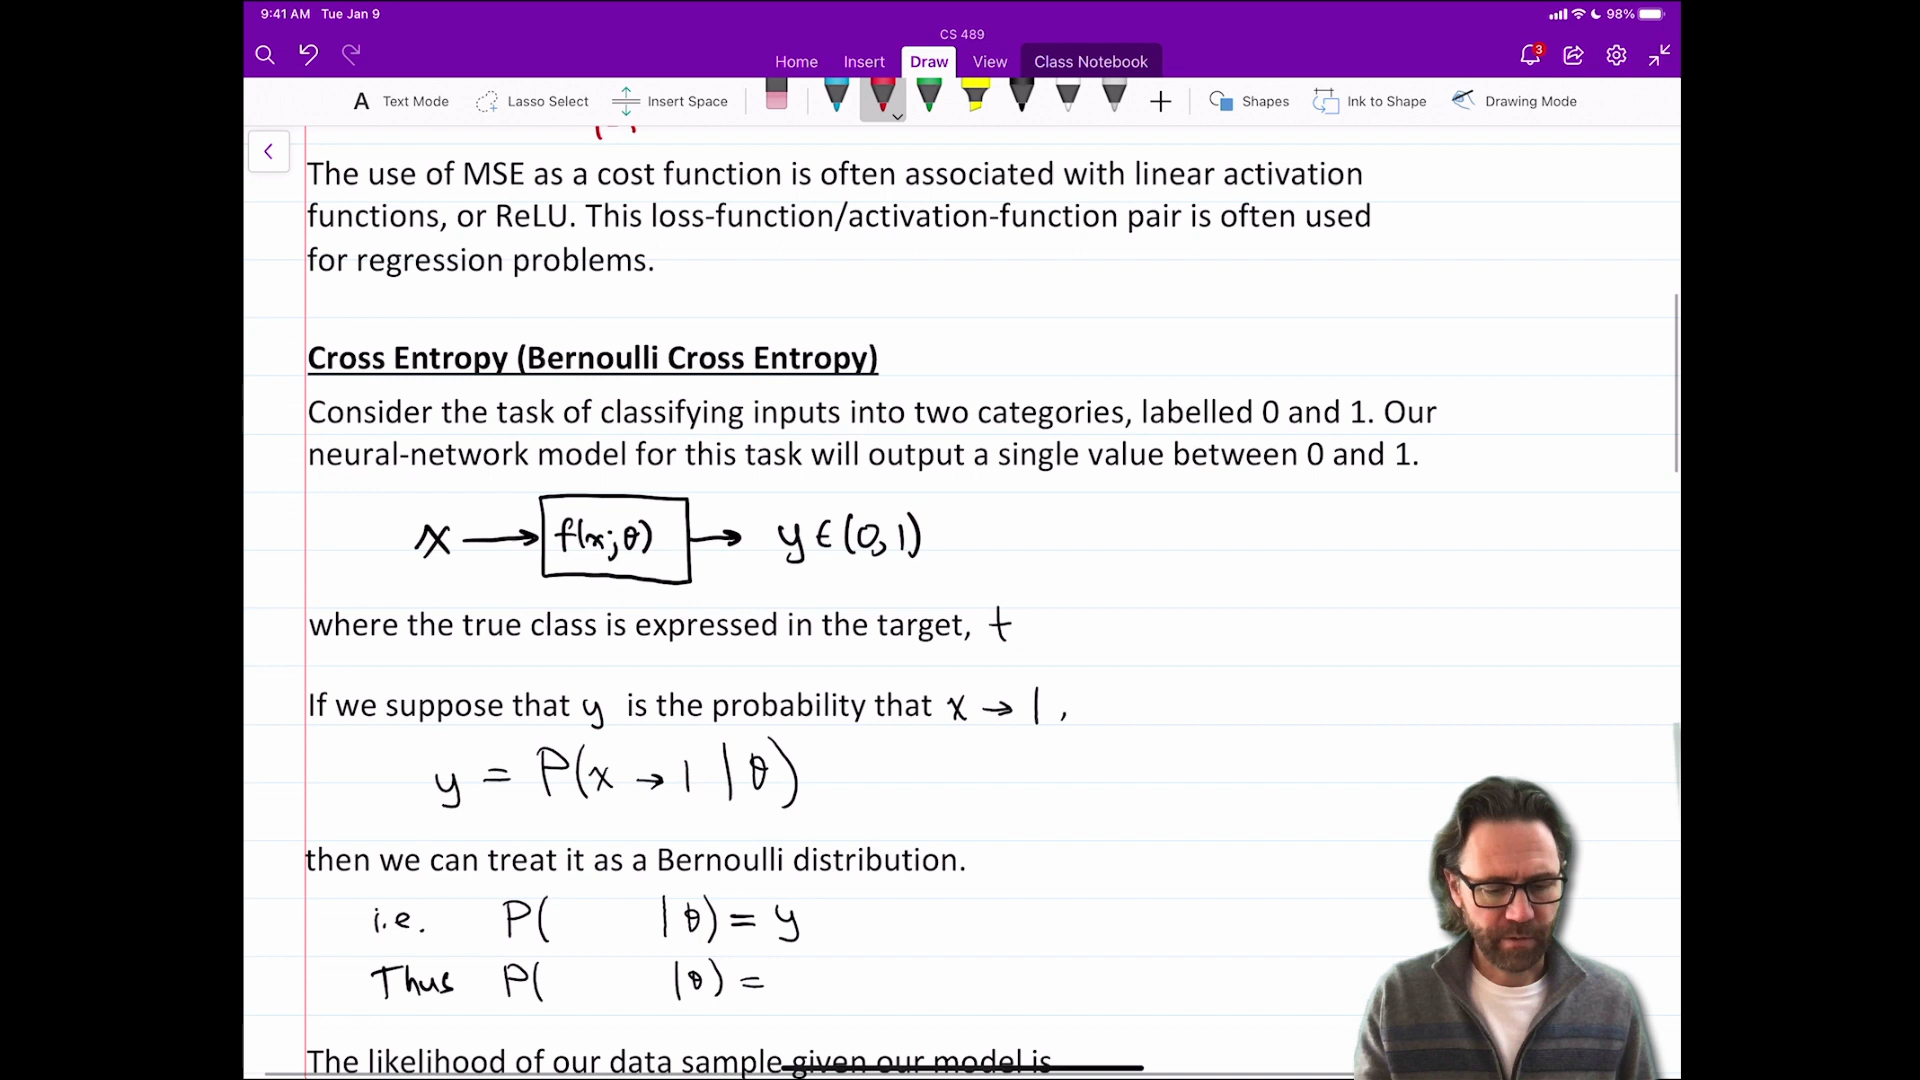 9:41 AM Tue Jan 9
98%
CS 489
Home Insert Draw View Class Notebook
3
A Text Mode Lasso Select Insert Space Shapes Ink to Shape Drawing Mode
The use of MSE as a cost function is often associated with linear activation
functions, or ReLU. This loss-function/activation-function pair is often used
for regression problems.
Cross Entropy (Bernoulli Cross Entropy)
Consider the task of classifying inputs into two categories, labelled 0 and 1. Our
neural-network model for this task will output a single value between 0 and 1.
x → f(x;θ) → y ∈ (0,1)
where the true class is expressed in the target, t
If we suppose that y is the probability that x → 1,
y = P(x → 1 | θ)
then we can treat it as a Bernoulli distribution.
i.e. P( | θ) = y
Thus P( | θ) =
The likelihood of our data sample given our model is